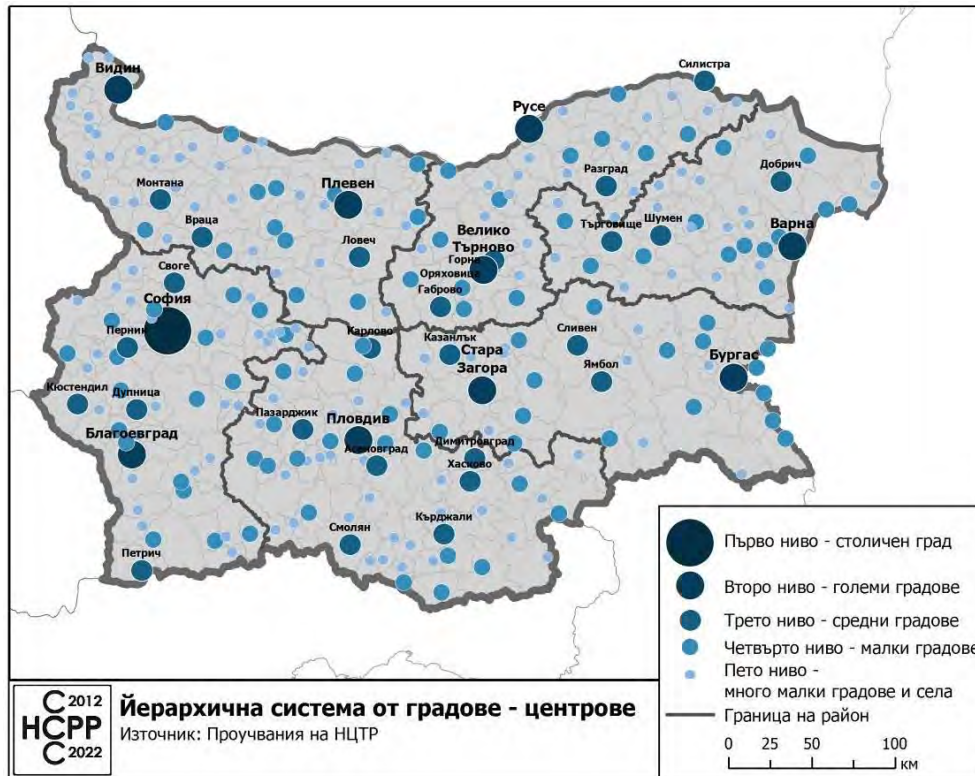 Видин
Силистра
Русе
Разград
Добрич
Монтана
Плевен
Враца
Ловеч
Велико
Търново
Горна
Оряховица
Габрово
Търговище
Шумен
Варна
Своге
София
Перник
Карлово
Казанлък
Стара
Загора
Сливен
Ямбол
Бургас
Кюстендил
Дупница
Благоевград
Пазарджик
Пловдив
Асеновград
Димитровград
Хасково
Смолян
Кърджали
Петрич
Първо ниво - столичен град
Второ ниво - големи градове
Трето ниво - средни градове
Четвърто ниво - малки градове
Пето ниво -
много малки градове и села
Граница на район
0 25 50 100
км
С 2012
НСРР
С 2022
Йерархична система от градове - центрове
Източник: Проучвания на НЦТР